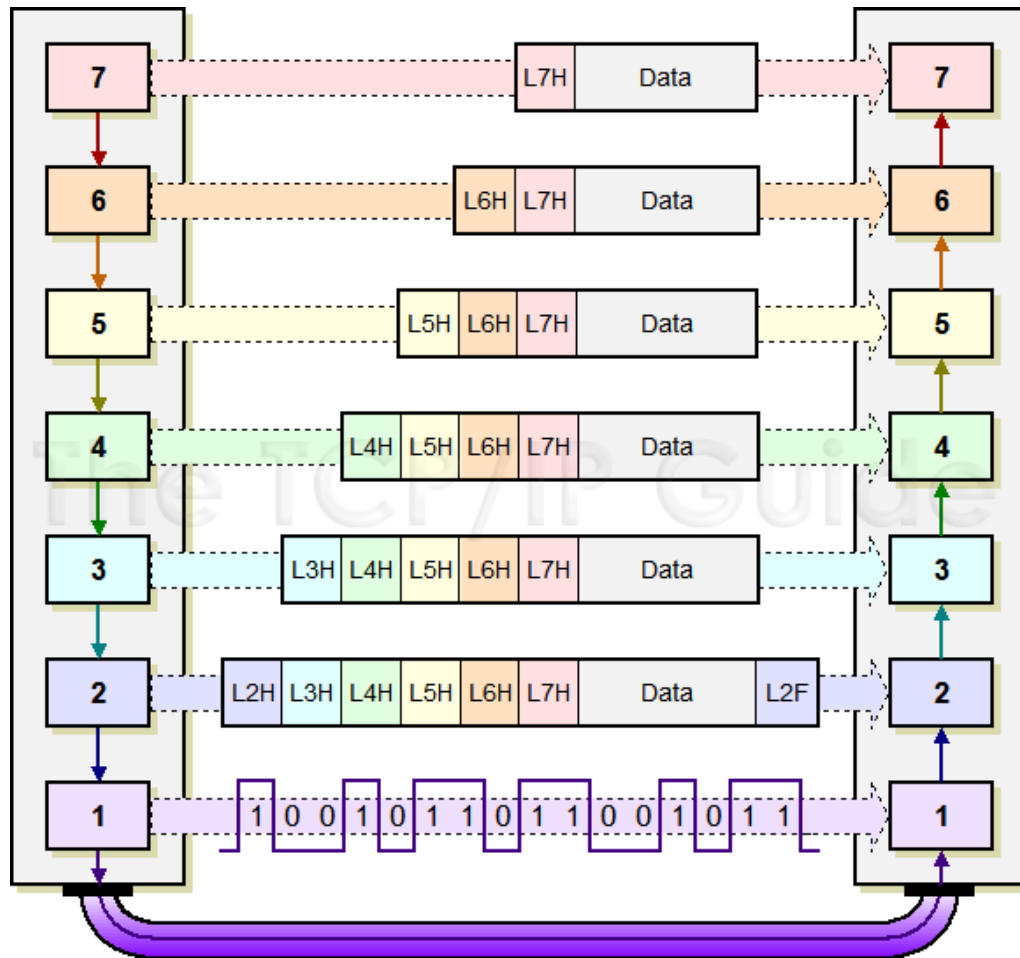 7 L7H Data 7
6 L6H L7H Data 6
5 L5H L6H L7H Data 5
4 L4H L5H L6H L7H Data 4
The TCP/IP Guide
3 L3H L4H L5H L6H L7H Data 3
2 L2H L3H L4H L5H L6H L7H Data L2F 2
1 1 0 0 1 0 1 1 0 1 1 0 0 1 0 1 1 1